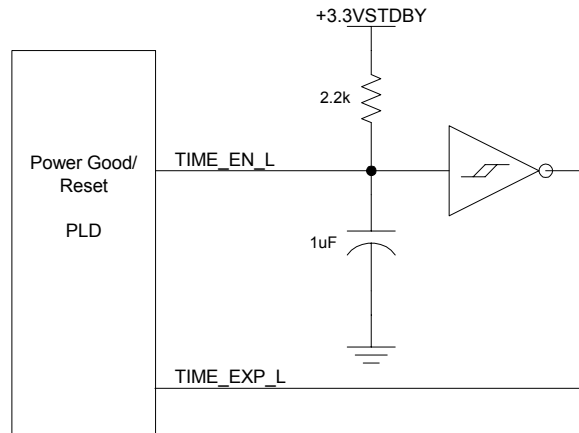 +3.3VSTDBY
2.2k
Power Good/
Reset
PLD
TIME_EN_L
1uF
TIME_EXP_L